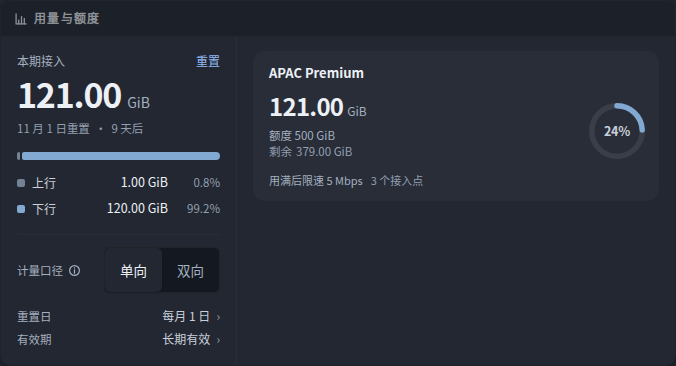 用量与额度
本期接入 重置
121.00 GiB
11 月 1 日重置 · 9 天后
上行 1.00 GiB 0.8%
下行 120.00 GiB 99.2%
计量口径 单向 双向
重置日 每月 1 日 ›
有效期 长期有效 ›
APAC Premium
121.00 GiB
额度 500 GiB
剩余 379.00 GiB
24%
用满后限速 5 Mbps 3 个接入点